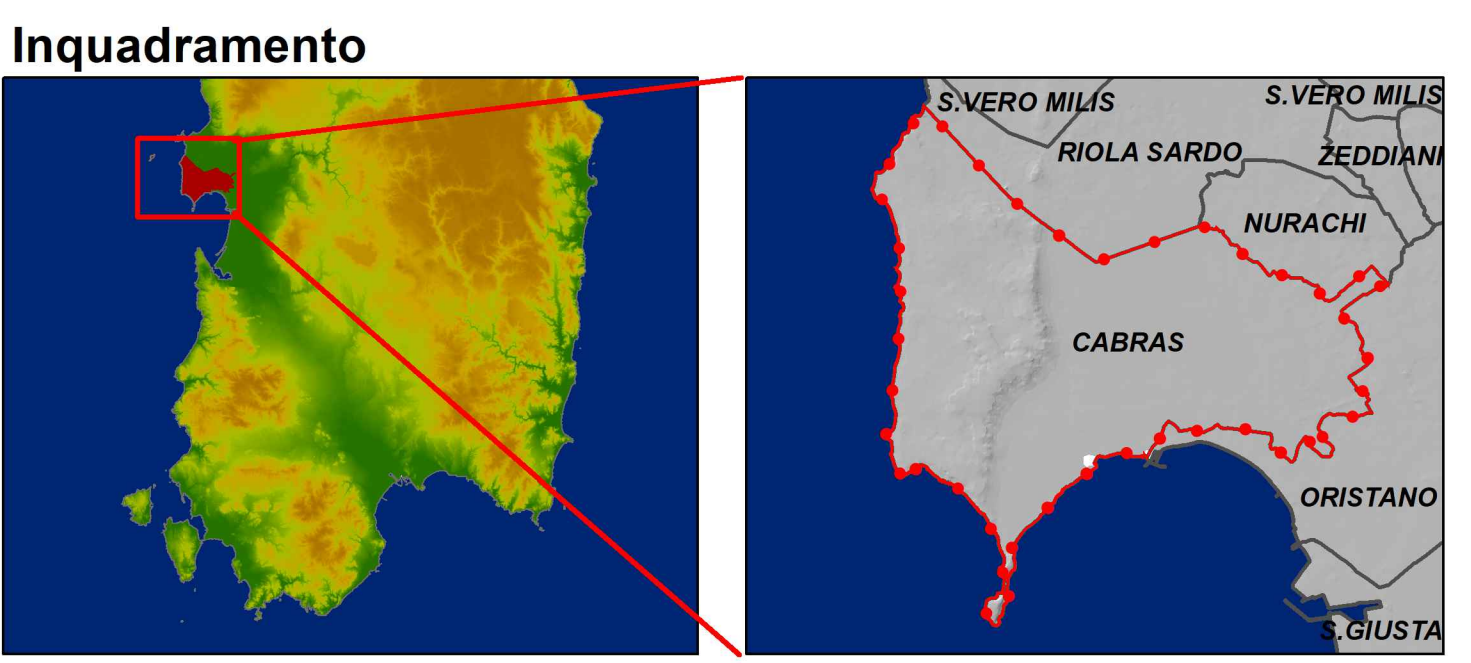 Inquadramento
S.VERO MILIS
S.VERO MILIS
RIOLA SARDO
ZEDDIANI
NURACHI
CABRAS
ORISTANO
S.GIUSTA